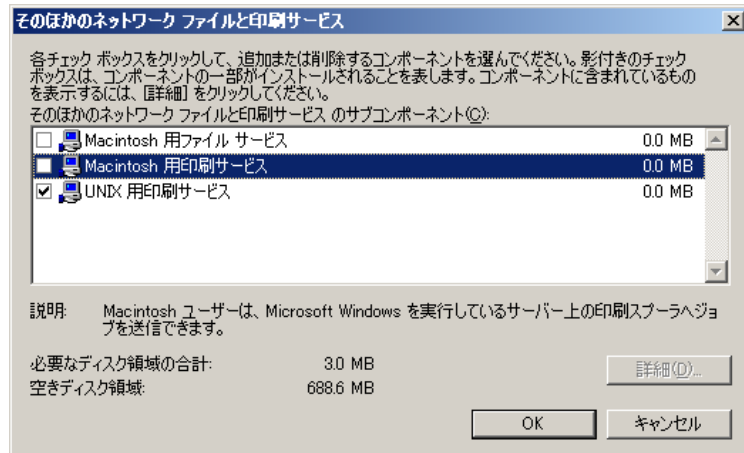 そのほかのネットワーク ファイルと印刷サービス
各チェック ボックスをクリックして、追加または削除するコンポーネントを選んでください。影付きのチェック
ボックスは、コンポーネントの一部がインストールされることを表します。コンポーネントに含まれているもの
を表示するには、[詳細] をクリックしてください。
そのほかのネットワーク ファイルと印刷サービス のサブコンポーネント(C):
Macintosh 用ファイル サービス 0.0 MB
Macintosh 用印刷サービス 0.0 MB
UNIX 用印刷サービス 0.0 MB
説明: Macintosh ユーザーは、Microsoft Windows を実行しているサーバー上の印刷スプーラへジョ
ブを送信できます。
必要なディスク領域の合計: 3.0 MB
空きディスク領域: 688.6 MB
詳細(D)...
OK キャンセル